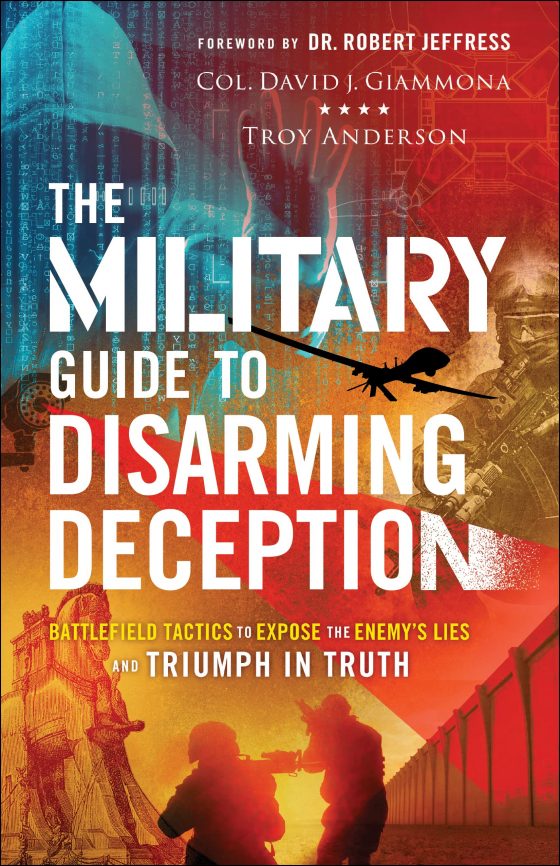 FOREWORD BY DR. ROBERT JEFFRESS
COL. DAVID J. GIAMMONA
★★★★
TROY ANDERSON
THE
MILITARY
GUIDE TO
DISARMING
DECEPTION
BATTLEFIELD TACTICS TO EXPOSE THE ENEMY'S LIES
AND TRIUMPH IN TRUTH